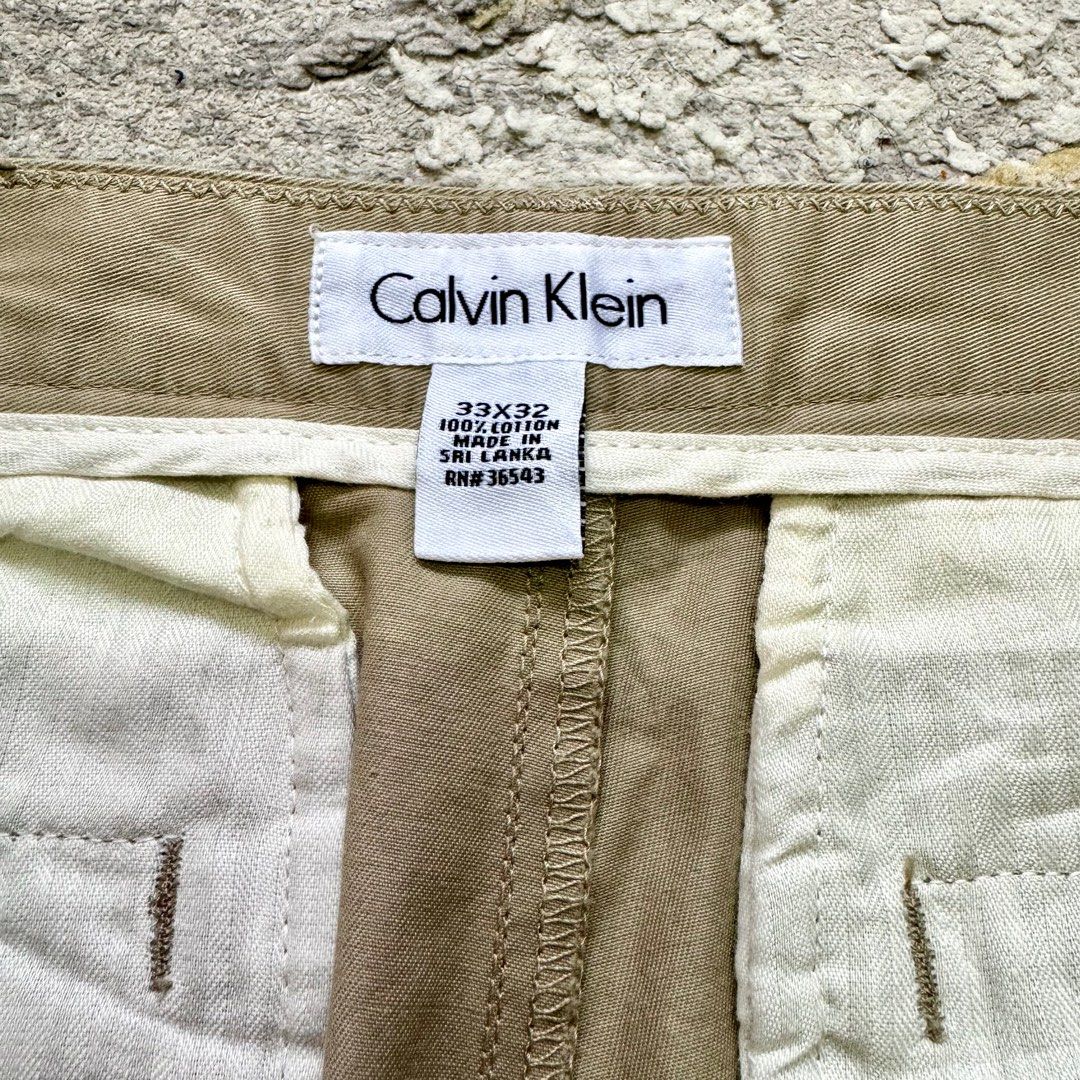 Calvin Klein
33X32
100% COTTON
MADE IN
SRI LANKA
RN# 36543